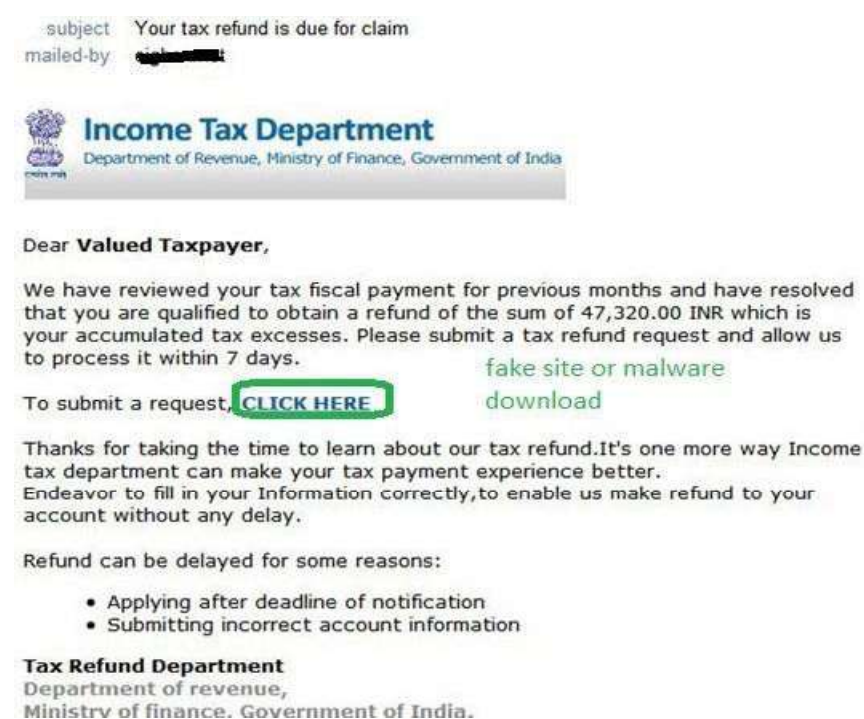 subject Your tax refund is due for claim
mailed-by
Income Tax Department
Department of Revenue, Ministry of Finance, Government of India
Dear Valued Taxpayer,
We have reviewed your tax fiscal payment for previous months and have resolved
that you are qualified to obtain a refund of the sum of 47,320.00 INR which is
your accumulated tax excesses. Please submit a tax refund request and allow us
to process it within 7 days.
fake site or malware
download
To submit a request, CLICK HERE
Thanks for taking the time to learn about our tax refund.It's one more way Income
tax department can make your tax payment experience better.
Endeavor to fill in your Information correctly,to enable us make refund to your
account without any delay.
Refund can be delayed for some reasons:
• Applying after deadline of notification
• Submitting incorrect account information
Tax Refund Department
Department of revenue,
Ministry of finance, Government of India.